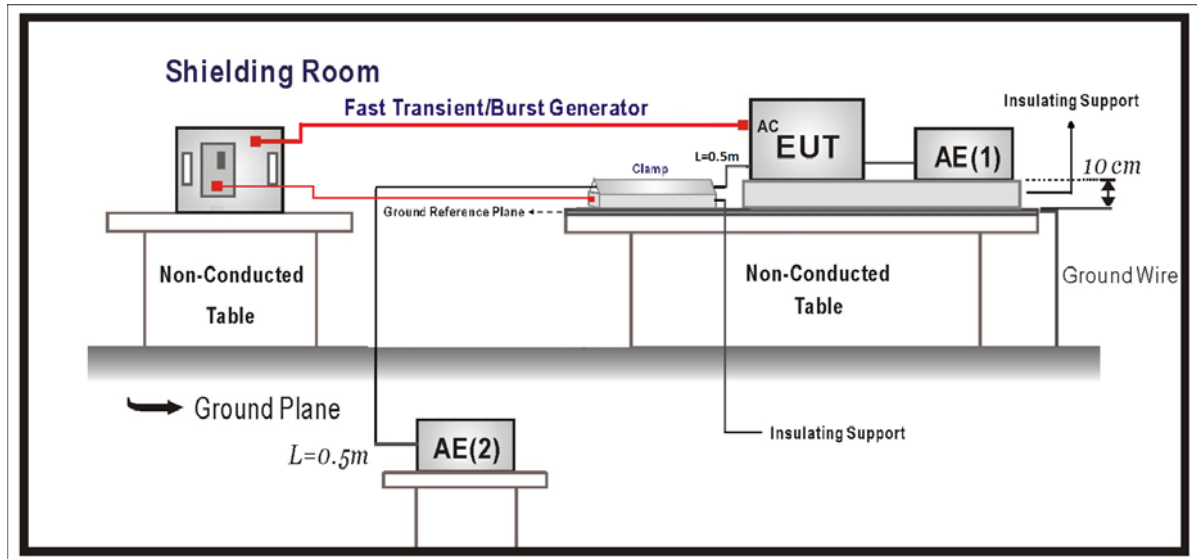 Shielding Room
Fast Transient/Burst Generator
Insulating Support
AC
EUT
AE(1)
L=0.5m
Clamp
10 cm
Ground Reference Plane
Non-Conducted
Table
Non-Conducted
Table
Ground Wire
Ground Plane
L=0.5m
AE(2)
Insulating Support